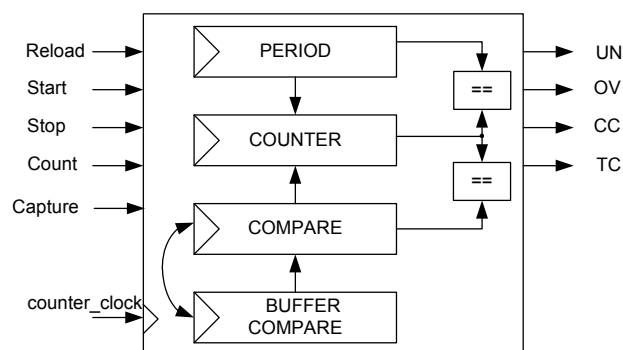 Reload
Start
Stop
Count
Capture
counter_clock
PERIOD
COUNTER
COMPARE
BUFFER
COMPARE
==
==
UN
OV
CC
TC